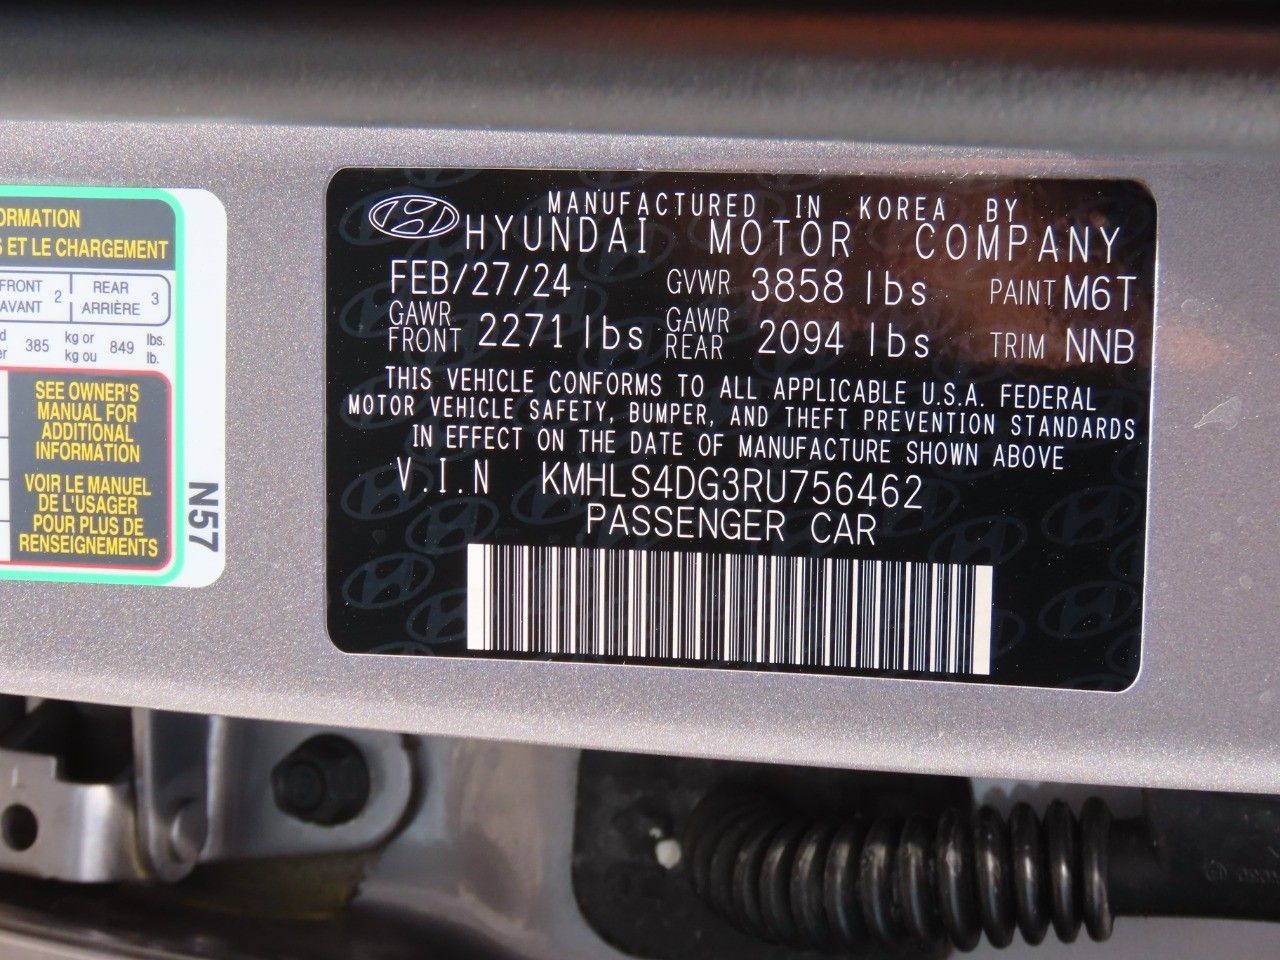 ORMATION
S ET LE CHARGEMENT
FRONT 2 REAR 3
AVANT ARRIÈRE
385 kg or 849 lbs.
kg ou lb.
SEE OWNER'S
MANUAL FOR
ADDITIONAL
INFORMATION
VOIR LE MANUEL
DE L'USAGER
POUR PLUS DE
RENSEIGNEMENTS
N57
MANUFACTURED IN KOREA BY
HYUNDAI MOTOR COMPANY
FEB/27/24 GVWR 3858 lbs PAINT M6T
GAWR FRONT 2271 lbs GAWR REAR 2094 lbs TRIM NNB
THIS VEHICLE CONFORMS TO ALL APPLICABLE U.S.A. FEDERAL
MOTOR VEHICLE SAFETY, BUMPER, AND THEFT PREVENTION STANDARDS
IN EFFECT ON THE DATE OF MANUFACTURE SHOWN ABOVE
V.I.N KMHLS4DG3RU756462
PASSENGER CAR